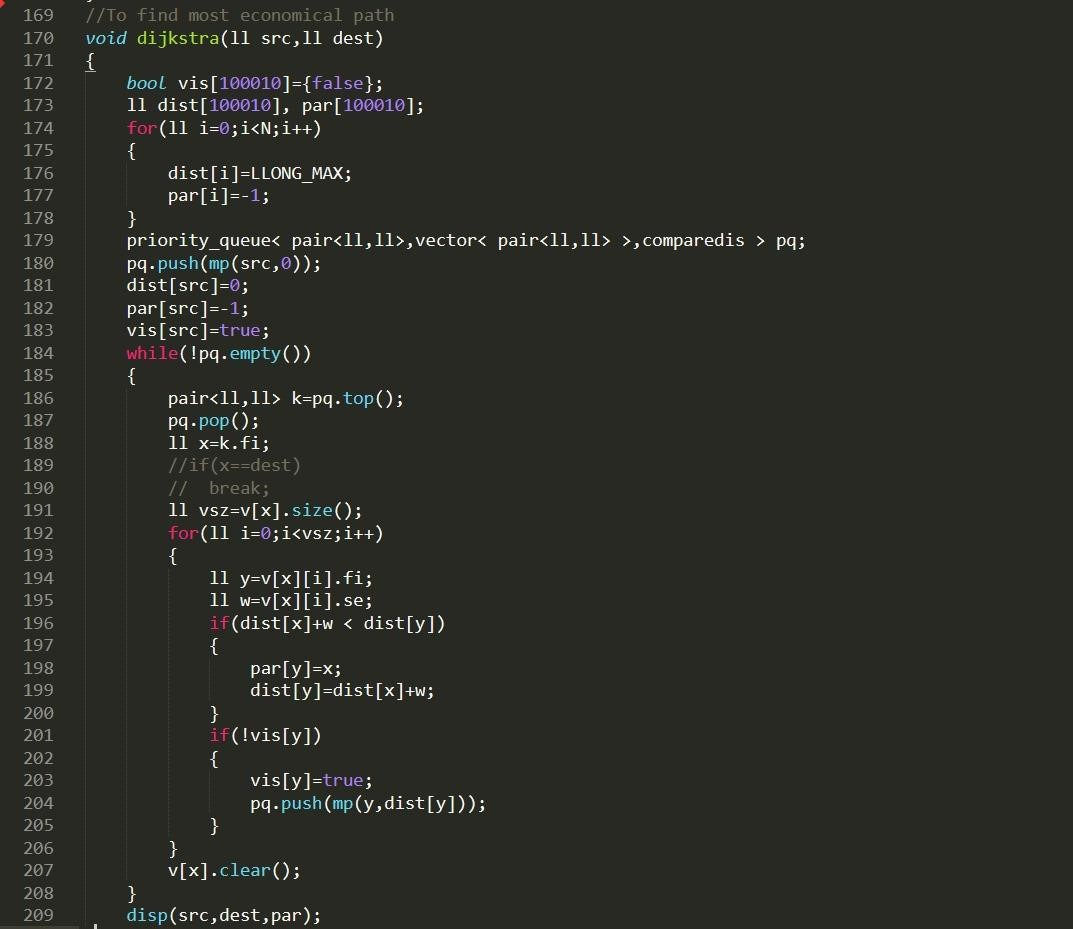 169 //To find most economical path
170 void dijkstra(ll src,ll dest)
171 {
172     bool vis[100010]={false};
173     ll dist[100010], par[100010];
174     for(ll i=0;i<N;i++)
175     {
176         dist[i]=LLONG_MAX;
177         par[i]=-1;
178     }
179     priority_queue< pair<ll,ll>,vector< pair<ll,ll> >,comparedis > pq;
180     pq.push(mp(src,0));
181     dist[src]=0;
182     par[src]=-1;
183     vis[src]=true;
184     while(!pq.empty())
185     {
186         pair<ll,ll> k=pq.top();
187         pq.pop();
188         ll x=k.fi;
189         //if(x==dest)
190         //  break;
191         ll vsz=v[x].size();
192         for(ll i=0;i<vsz;i++)
193         {
194             ll y=v[x][i].fi;
195             ll w=v[x][i].se;
196             if(dist[x]+w < dist[y])
197             {
198                 par[y]=x;
199                 dist[y]=dist[x]+w;
200             }
201             if(!vis[y])
202             {
203                 vis[y]=true;
204                 pq.push(mp(y,dist[y]));
205             }
206         }
207         v[x].clear();
208     }
209     disp(src,dest,par);